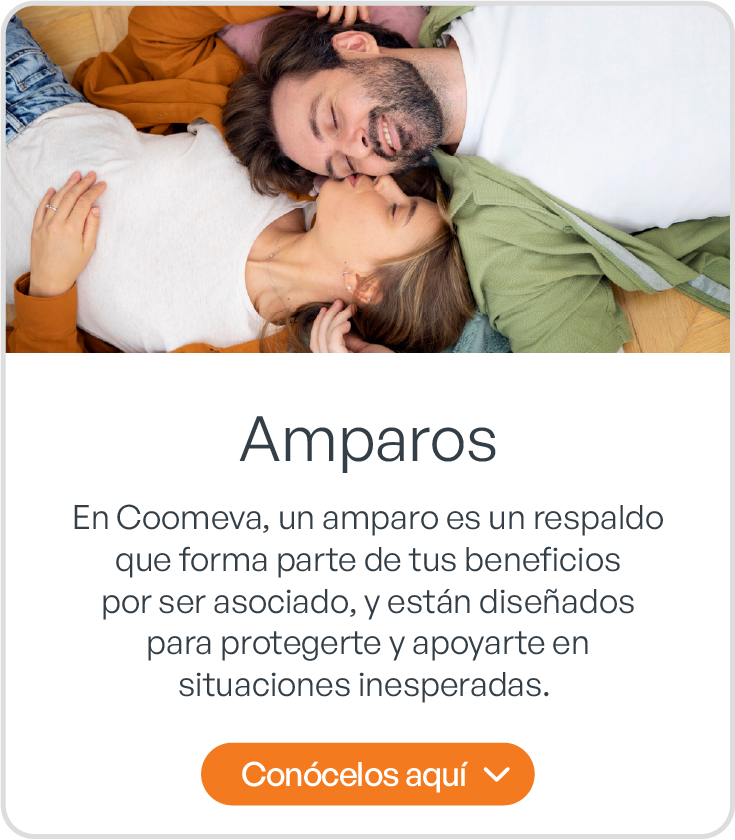 Amparos
En Coomeva, un amparo es un respaldo
que forma parte de tus beneficios
por ser asociado, y están diseñados
para protegerte y apoyarte en
situaciones inesperadas.
Conócelos aquí